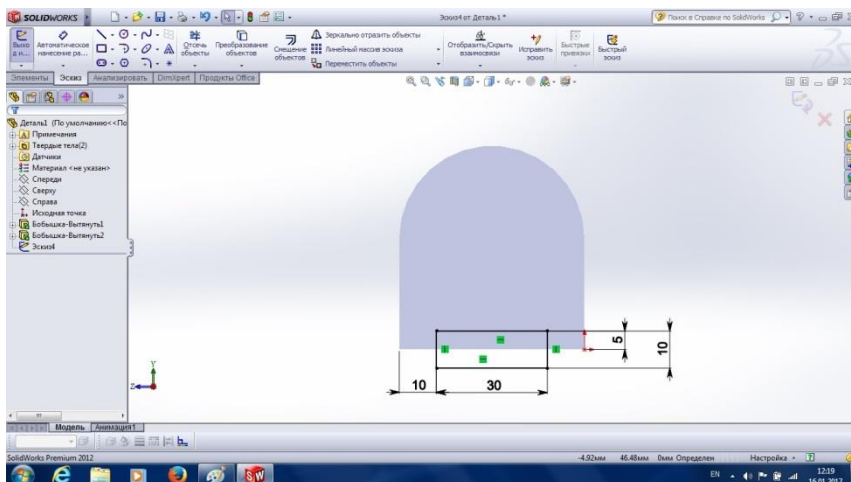 SOLIDWORKS
Эскиз4 от Деталь1 *
Поиск в Справке по SolidWorks
Автоматическое нанесение ра...
Отсечь объекты
Преобразование объектов
Смещение объектов
Зеркально отразить объекты
Линейный массив эскиза
Переместить объекты
Отобразить/Скрыть взаимосвязи
Исправить эскиз
Быстрые привязки
Быстрый эскиз
Элементы Эскиз Анализировать DimXpert Продукты Office
Деталь1 (По умолчанию<<По
Примечания
Твердые тела(2)
Датчики
Материал <не указан>
Спереди
Сверху
Справа
Исходная точка
Бобышка-Вытянуть1
Бобышка-Вытянуть2
Эскиз4
5
10
10
30
Y
Z
Модель Анимация1
SolidWorks Premium 2012
-4.92мм 46.48мм 0мм Определен Настройка
EN
12:19
16.01.2017